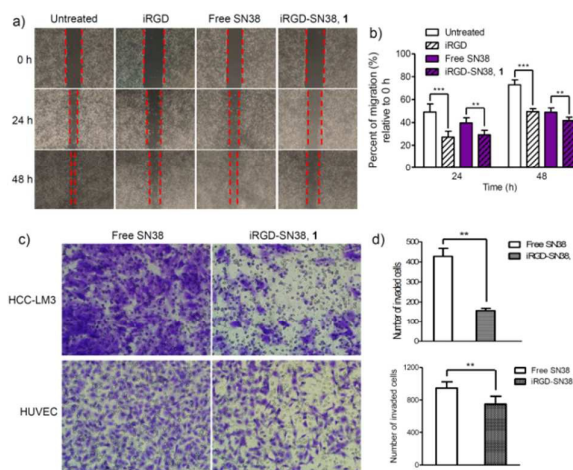 a)
Untreated iRGD Free SN38 iRGD-SN38, 1
0 h
24 h
48 h
b)
Untreated
iRGD
Free SN38
iRGD-SN38, 1
Percent of migration (%)
relative to 0 h
100
80
60
40
20
0
*** ** *** **
24 48
Time (h)
c)
Free SN38 iRGD-SN38, 1
HCC-LM3
HUVEC
d)
Free SN38
iRGD-SN38,
Number of invaded cells
500
400
300
200
100
0
**
Free SN38
iRGD-SN38
Number of invaded cells
1200
800
400
0
**